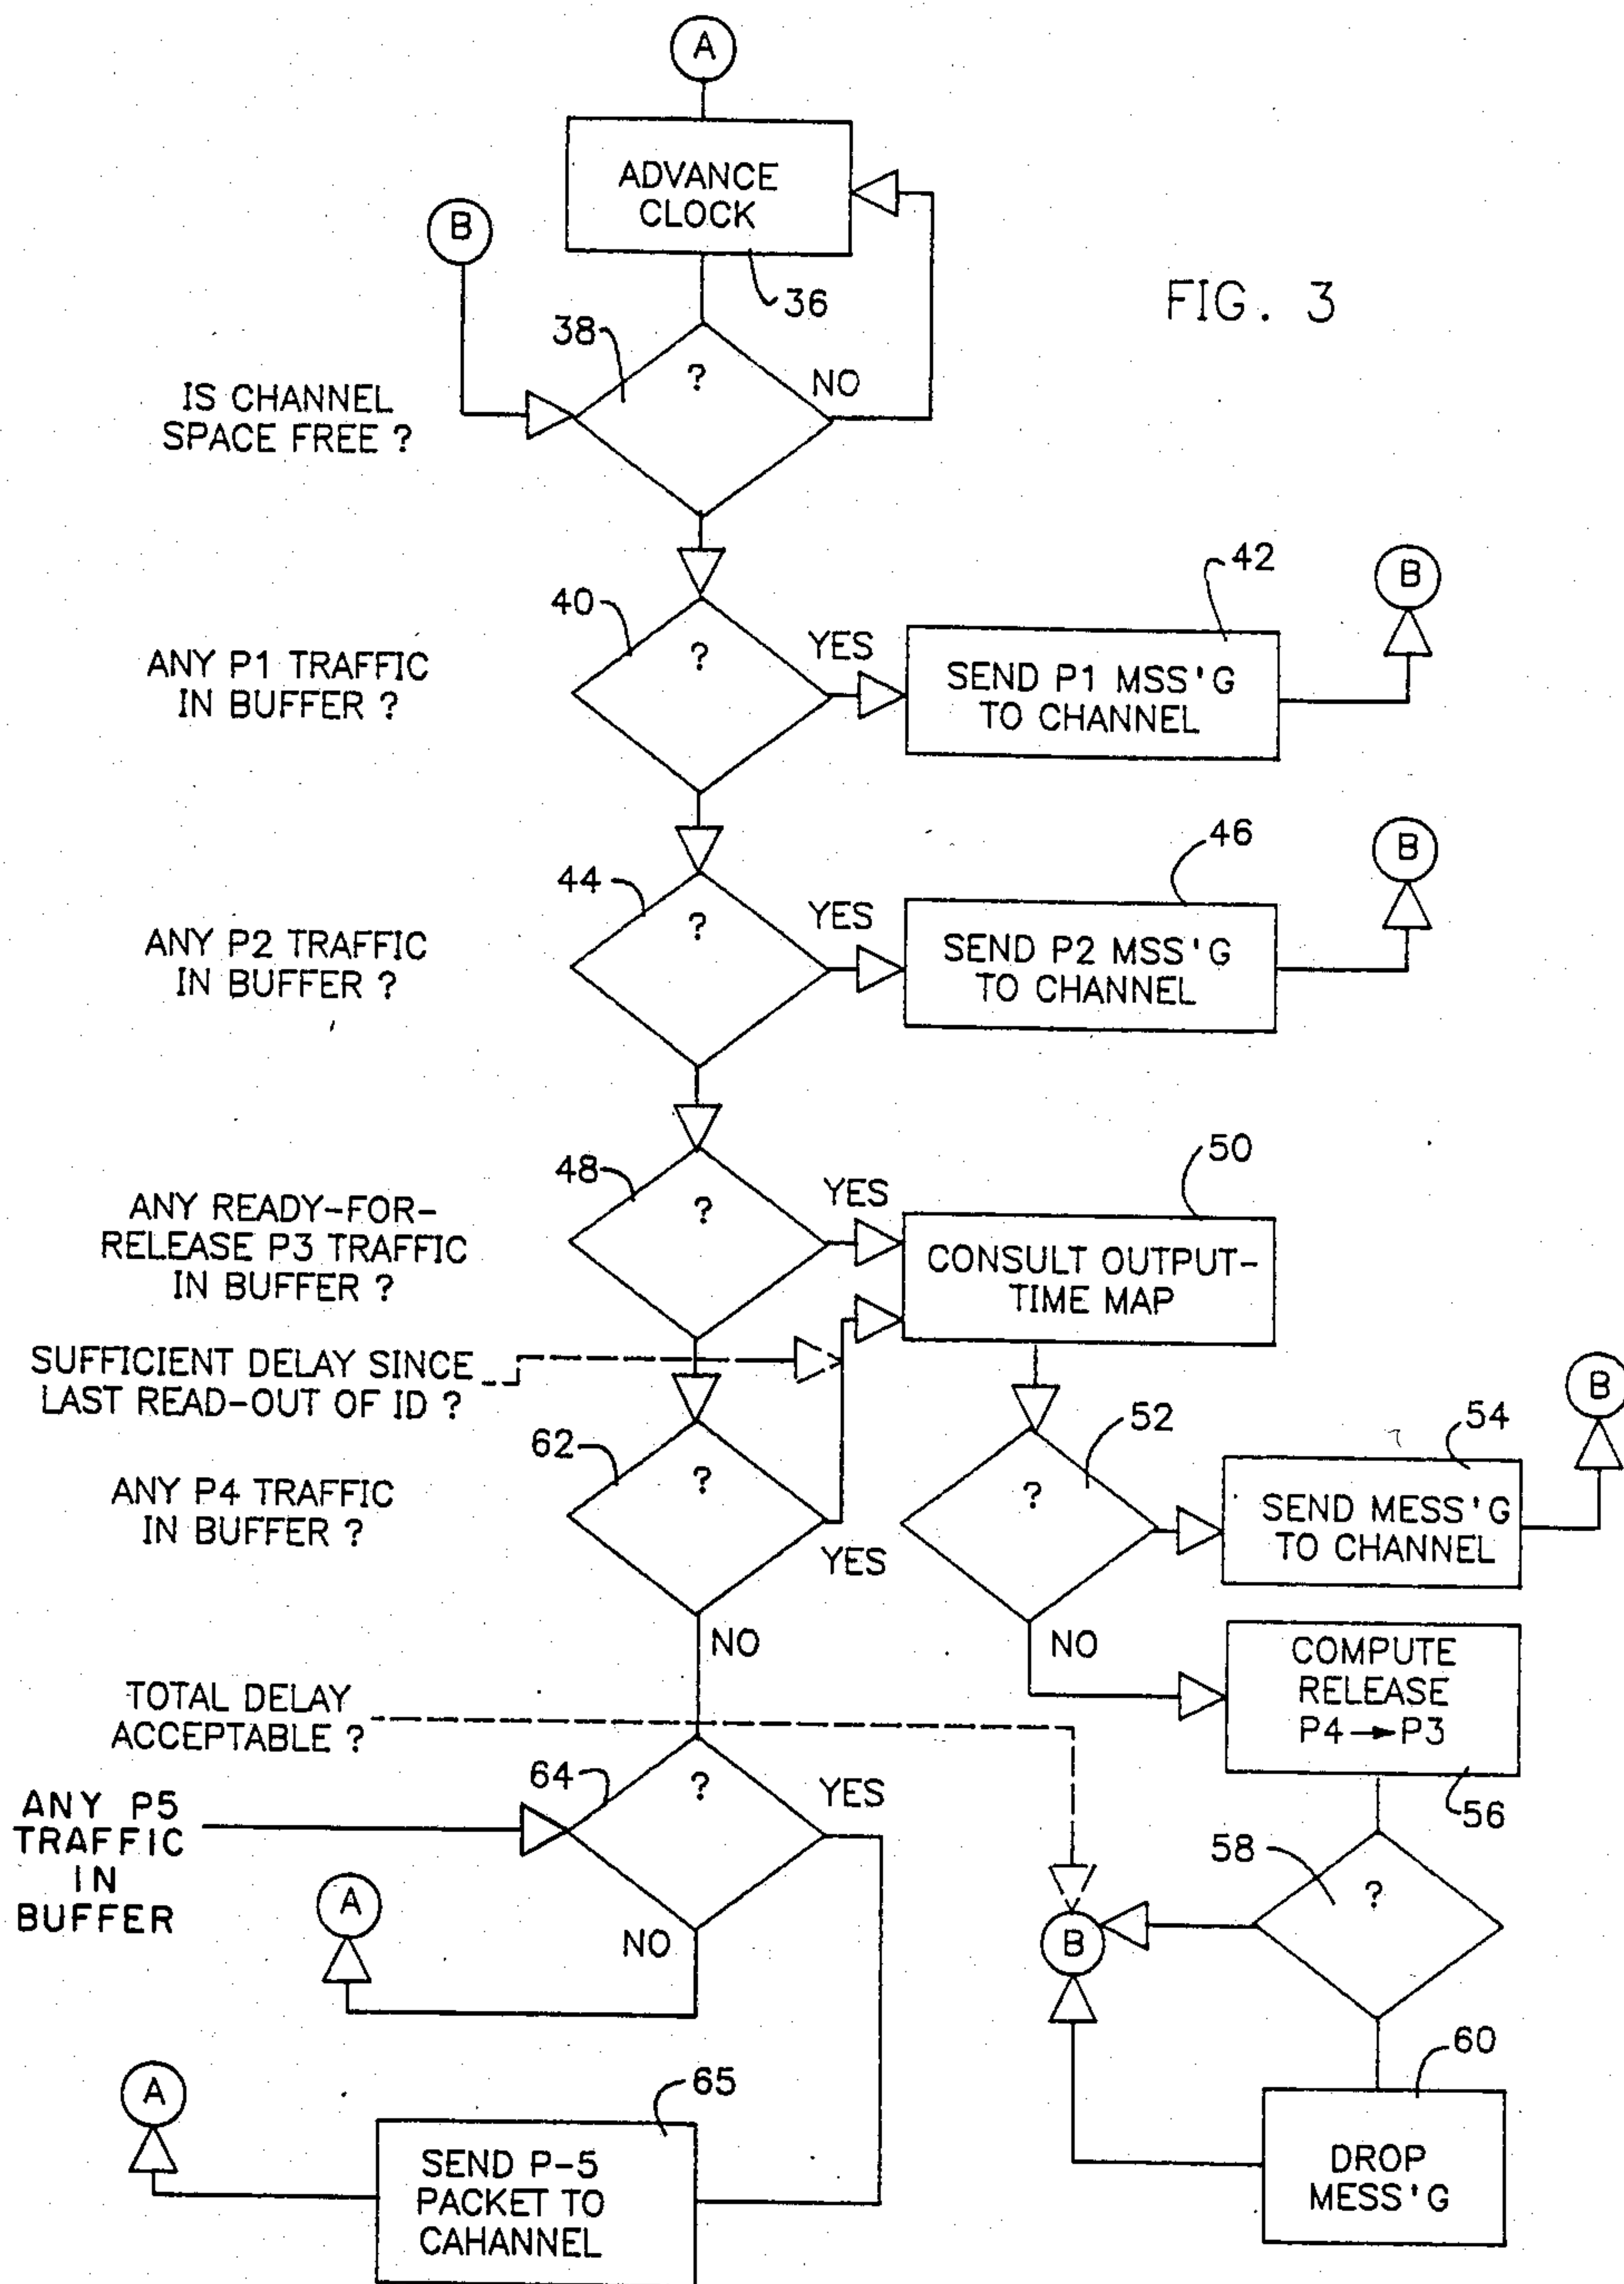 A
ADVANCE
CLOCK
B
36
FIG. 3
38
?
NO
IS CHANNEL
SPACE FREE ?
42
B
40
?
YES
ANY P1 TRAFFIC
IN BUFFER ?
SEND P1 MSS'G
TO CHANNEL
46
B
44
?
YES
ANY P2 TRAFFIC
IN BUFFER ?
SEND P2 MSS'G
TO CHANNEL
50
48
?
YES
ANY READY-FOR-
RELEASE P3 TRAFFIC
IN BUFFER ?
CONSULT OUTPUT-
TIME MAP
SUFFICIENT DELAY SINCE
LAST READ-OUT OF ID ?
B
52
54
62
?
?
ANY P4 TRAFFIC
IN BUFFER ?
YES
SEND MESS'G
TO CHANNEL
NO
NO
COMPUTE
RELEASE
P4→P3
TOTAL DELAY
ACCEPTABLE ?
56
64
?
YES
ANY P5
TRAFFIC
IN
BUFFER
58
?
A
NO
B
60
A
65
SEND P-5
PACKET TO
CAHANNEL
DROP
MESS'G